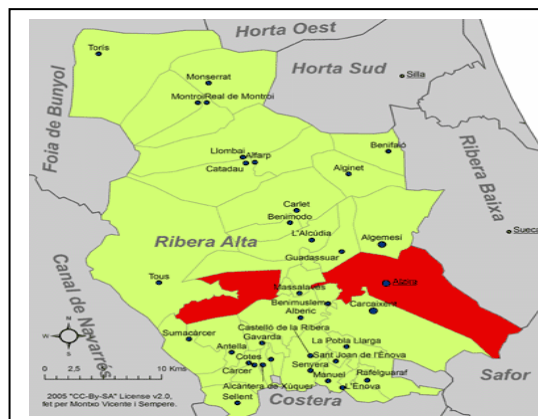 Horta Oest
Torís
Horta Sud
Monserrat
Silla
Montroi
Real de Montroi
Foia de Bunyol
Benifaió
Llombai
Alfarp
Catadau
Alginet
Ribera Baixa
Carlet
Benimodo
L'Alcúdia
Algemesí
Sueca
Ribera Alta
Guadassuar
Tous
Alzira
Massalavés
Canal de Navarrés
Benimuslem
Alberic
Carcaixent
Sumacàrcer
Castelló de la Ribera
Gavarda
La Pobla Llarga
Antella
Sant Joan de l'Ènova
Cotes
Senyera
Càrcer
Safor
Rafelguaraf
Manuel
Alcàntera de Xúquer
L'Ènova
Sellent
Costera
M
W
E
S
0
10 Kms
2005 "CC-By-SA" License v2.0,
fet per Montxo Vicente i Sempere.